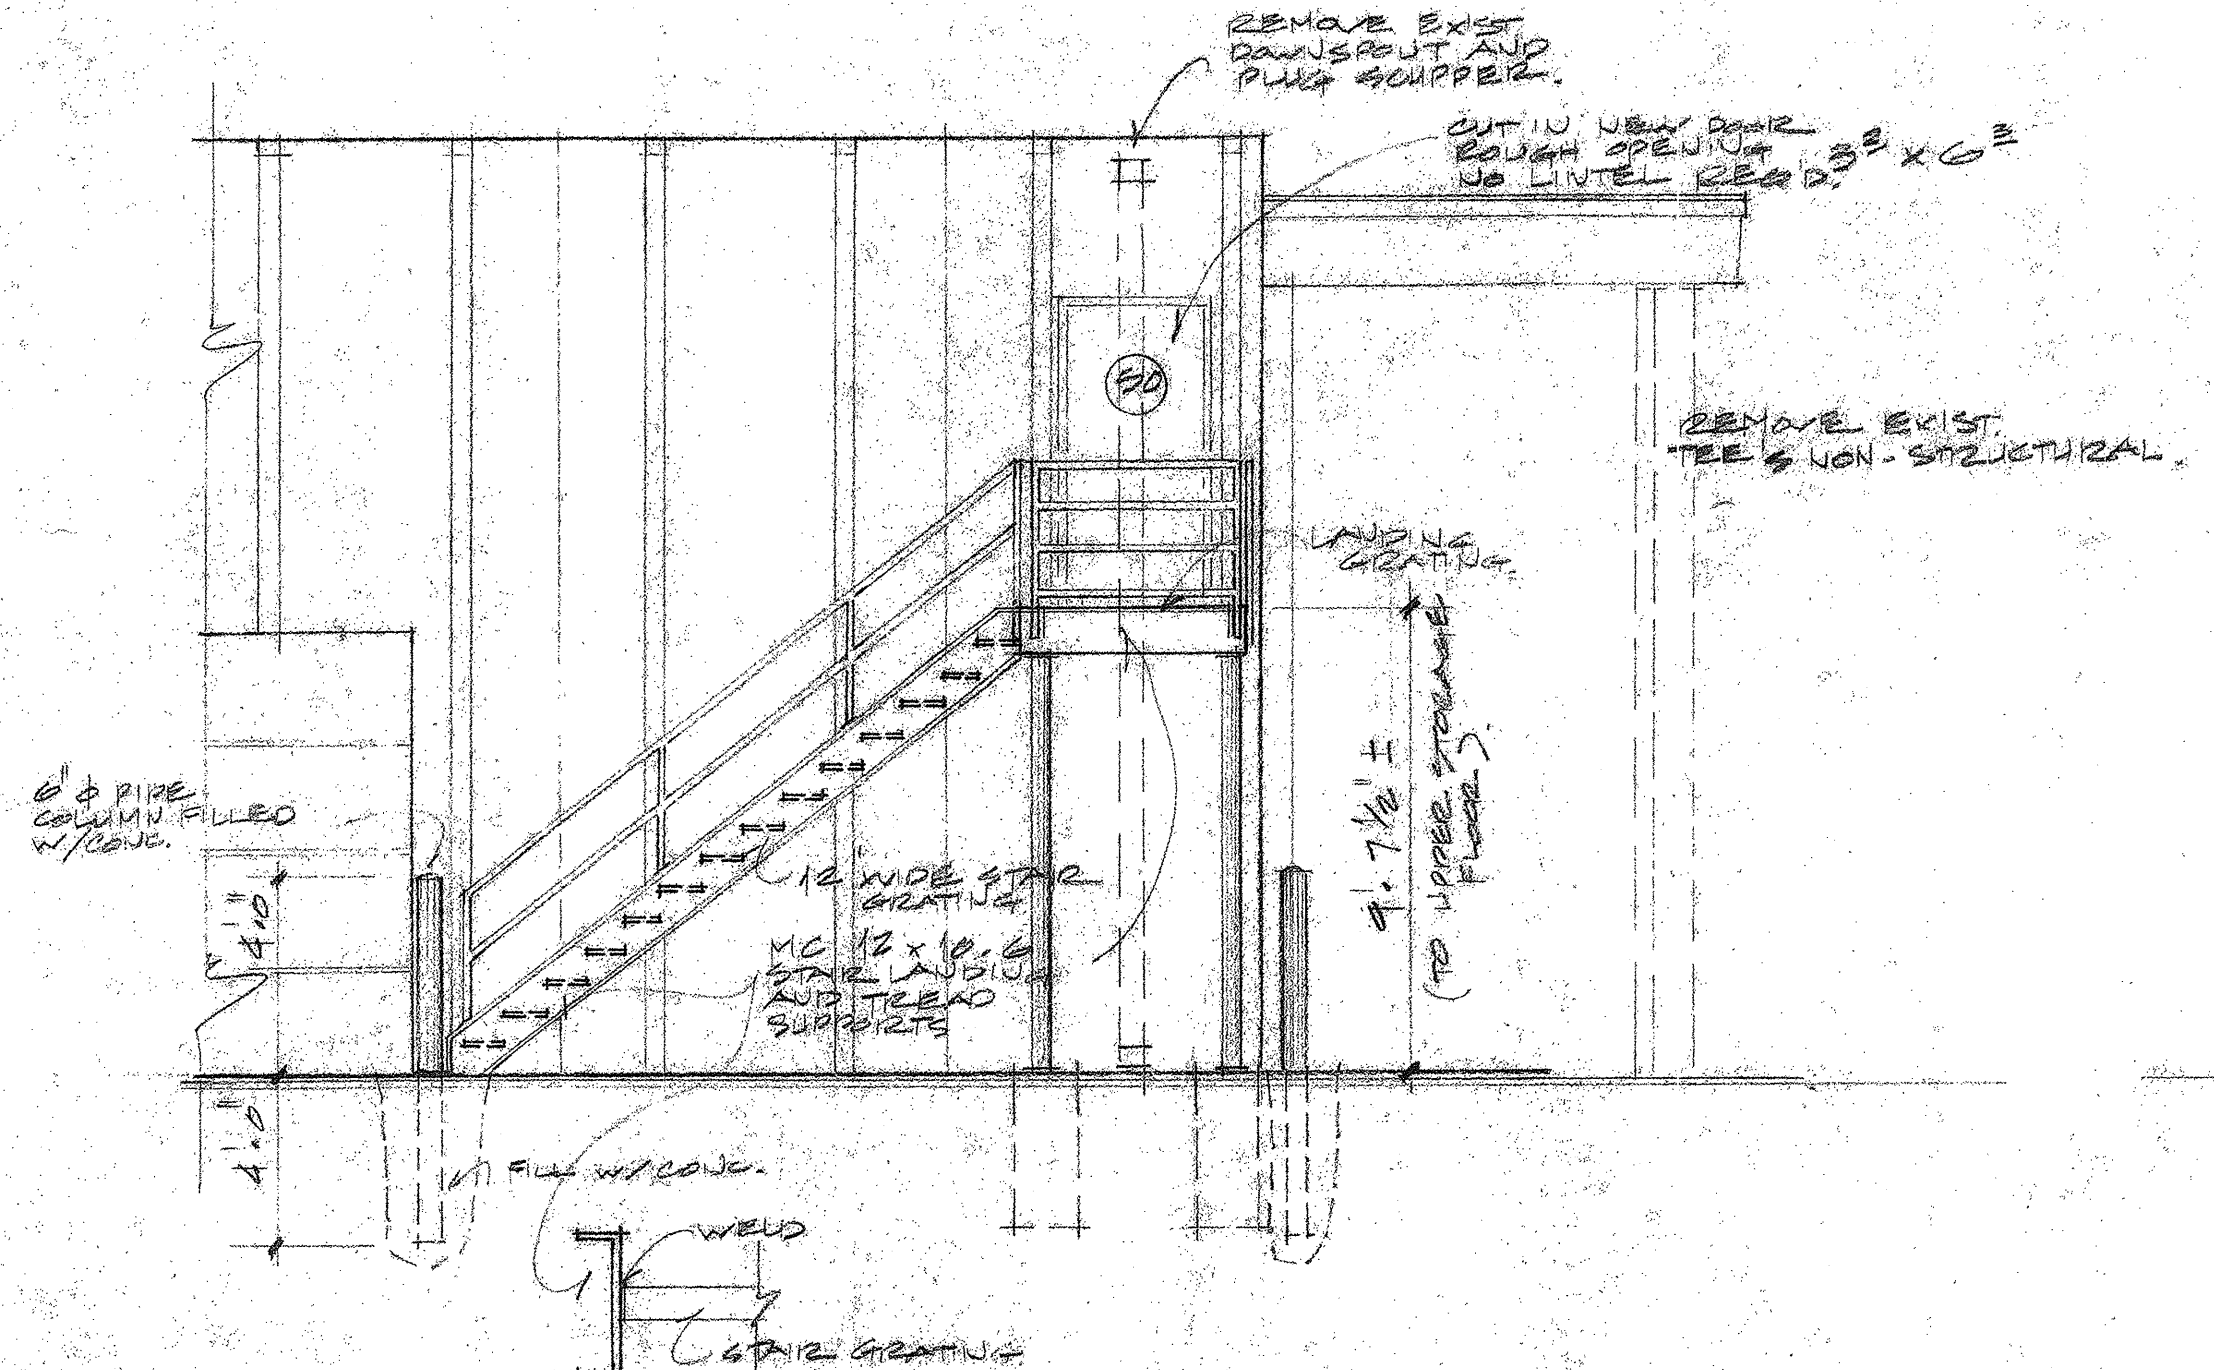 REMOVE EXIST.
DOWNSPOUT AND
PLUG SCUPPER.
CUT IN NEW DOOR
ROUGH OPENING
NO LINTEL REQ'D.
3² x 6³
50
REMOVE EXIST.
TEE'S NON-STRUCTURAL.
LANDING
GRATING.
9'-7½" ±
(TO UPPER STORAGE
FLOOR).
6" ϕ PIPE
COLUMN FILLED
W/CONC.
4'-0"
12" WIDE STAIR
GRATING
MC 12 x 10.6
STAIR LANDING
AND TREAD
SUPPORTS
4'-0"
FILL W/CONC.
WELD
STAIR GRATING